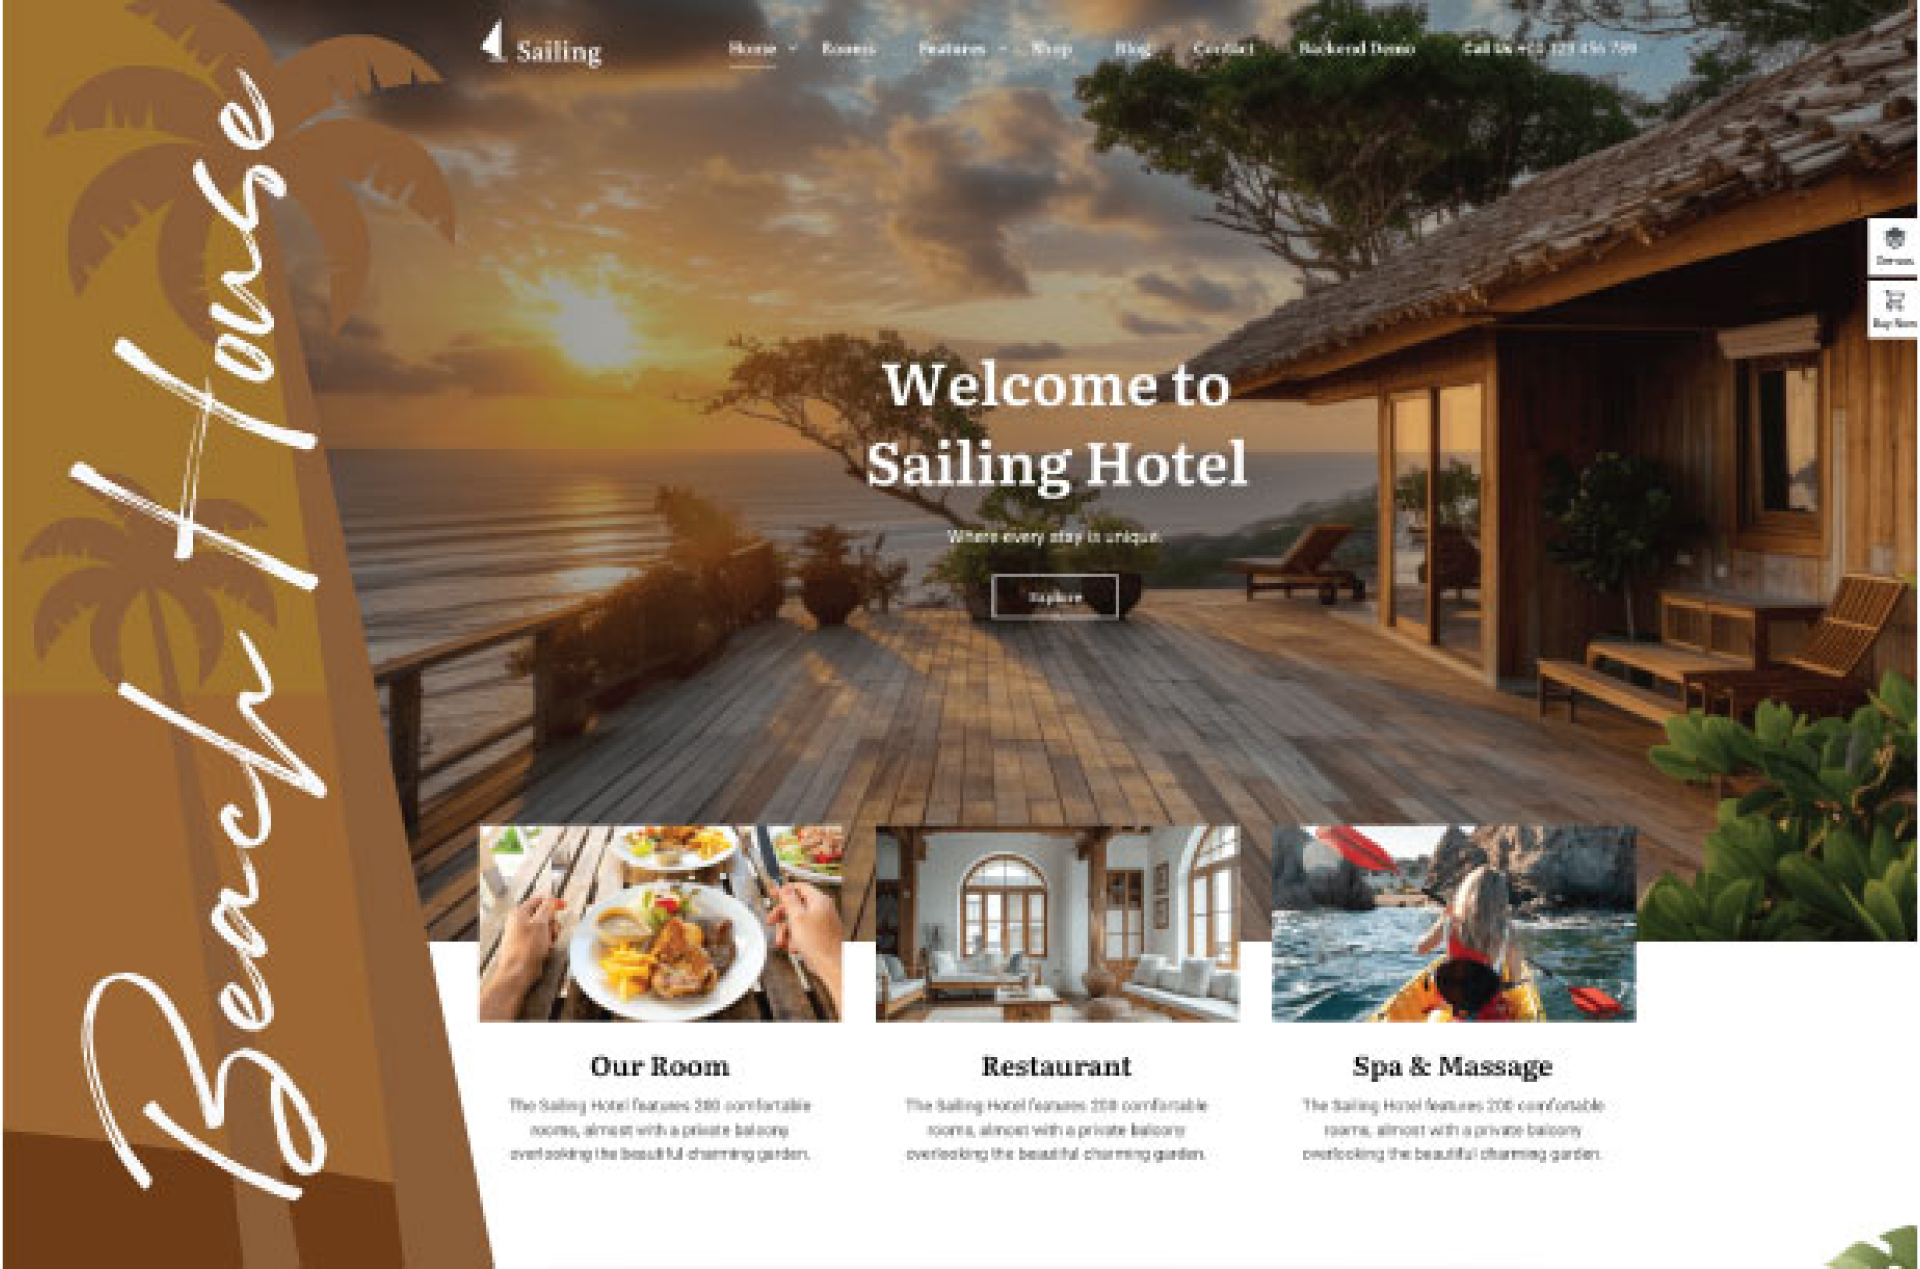 Beach House
Sailing
Home Rooms Features Shop Blog Contact Backend Demo Call Us +01 123 456 789
Buy Now
Welcome to
Sailing Hotel
Where every stay is unique.
Explore
Our Room
The Sailing Hotel features 200 comfortable
rooms, almost with a private balcony
overlooking the beautiful charming garden.
Restaurant
The Sailing Hotel features 200 comfortable
rooms, almost with a private balcony
overlooking the beautiful charming garden.
Spa & Massage
The Sailing Hotel features 200 comfortable
rooms, almost with a private balcony
overlooking the beautiful charming garden.